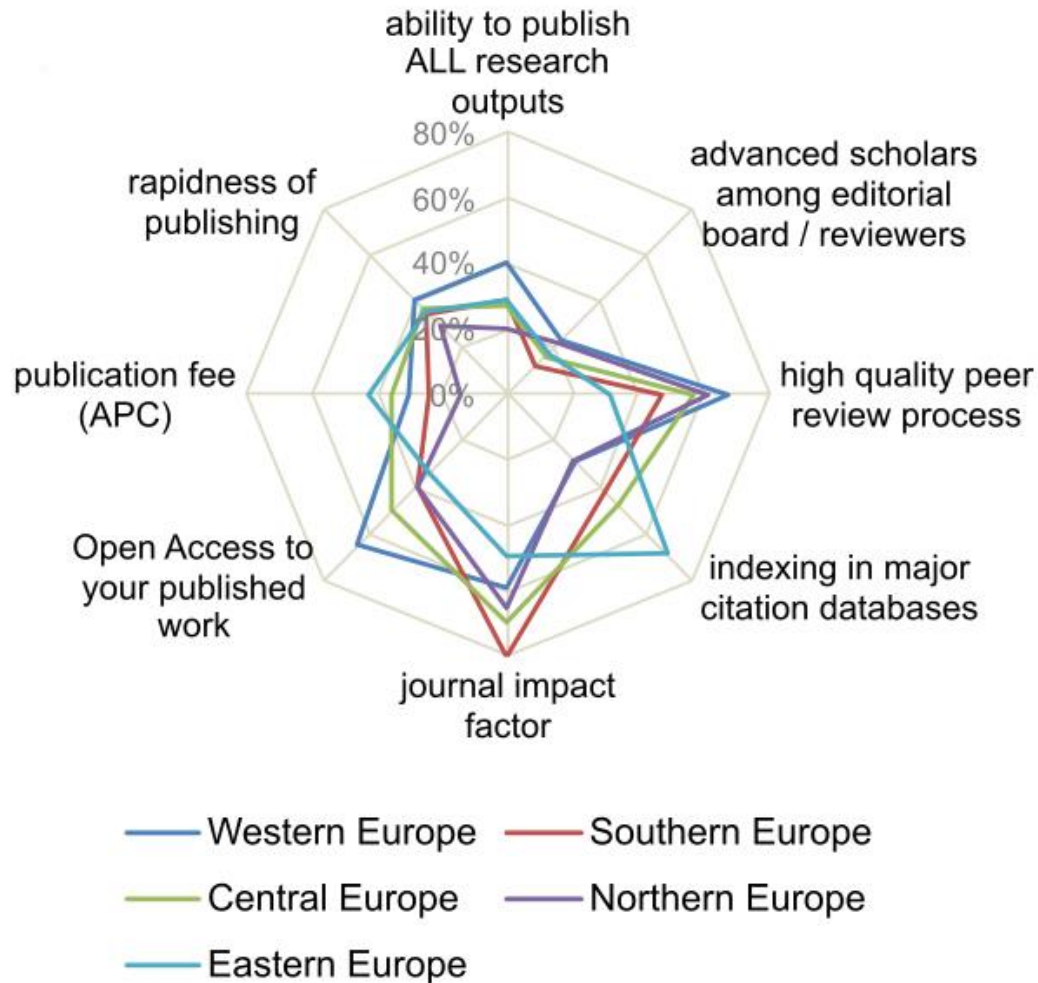 ability to publish
ALL research
outputs
80%
60%
40%
20%
0%
advanced scholars
among editorial
board / reviewers
high quality peer
review process
indexing in major
citation databases
journal impact
factor
Open Access to
your published
work
publication fee
(APC)
rapidness of
publishing
Western Europe
Southern Europe
Central Europe
Northern Europe
Eastern Europe